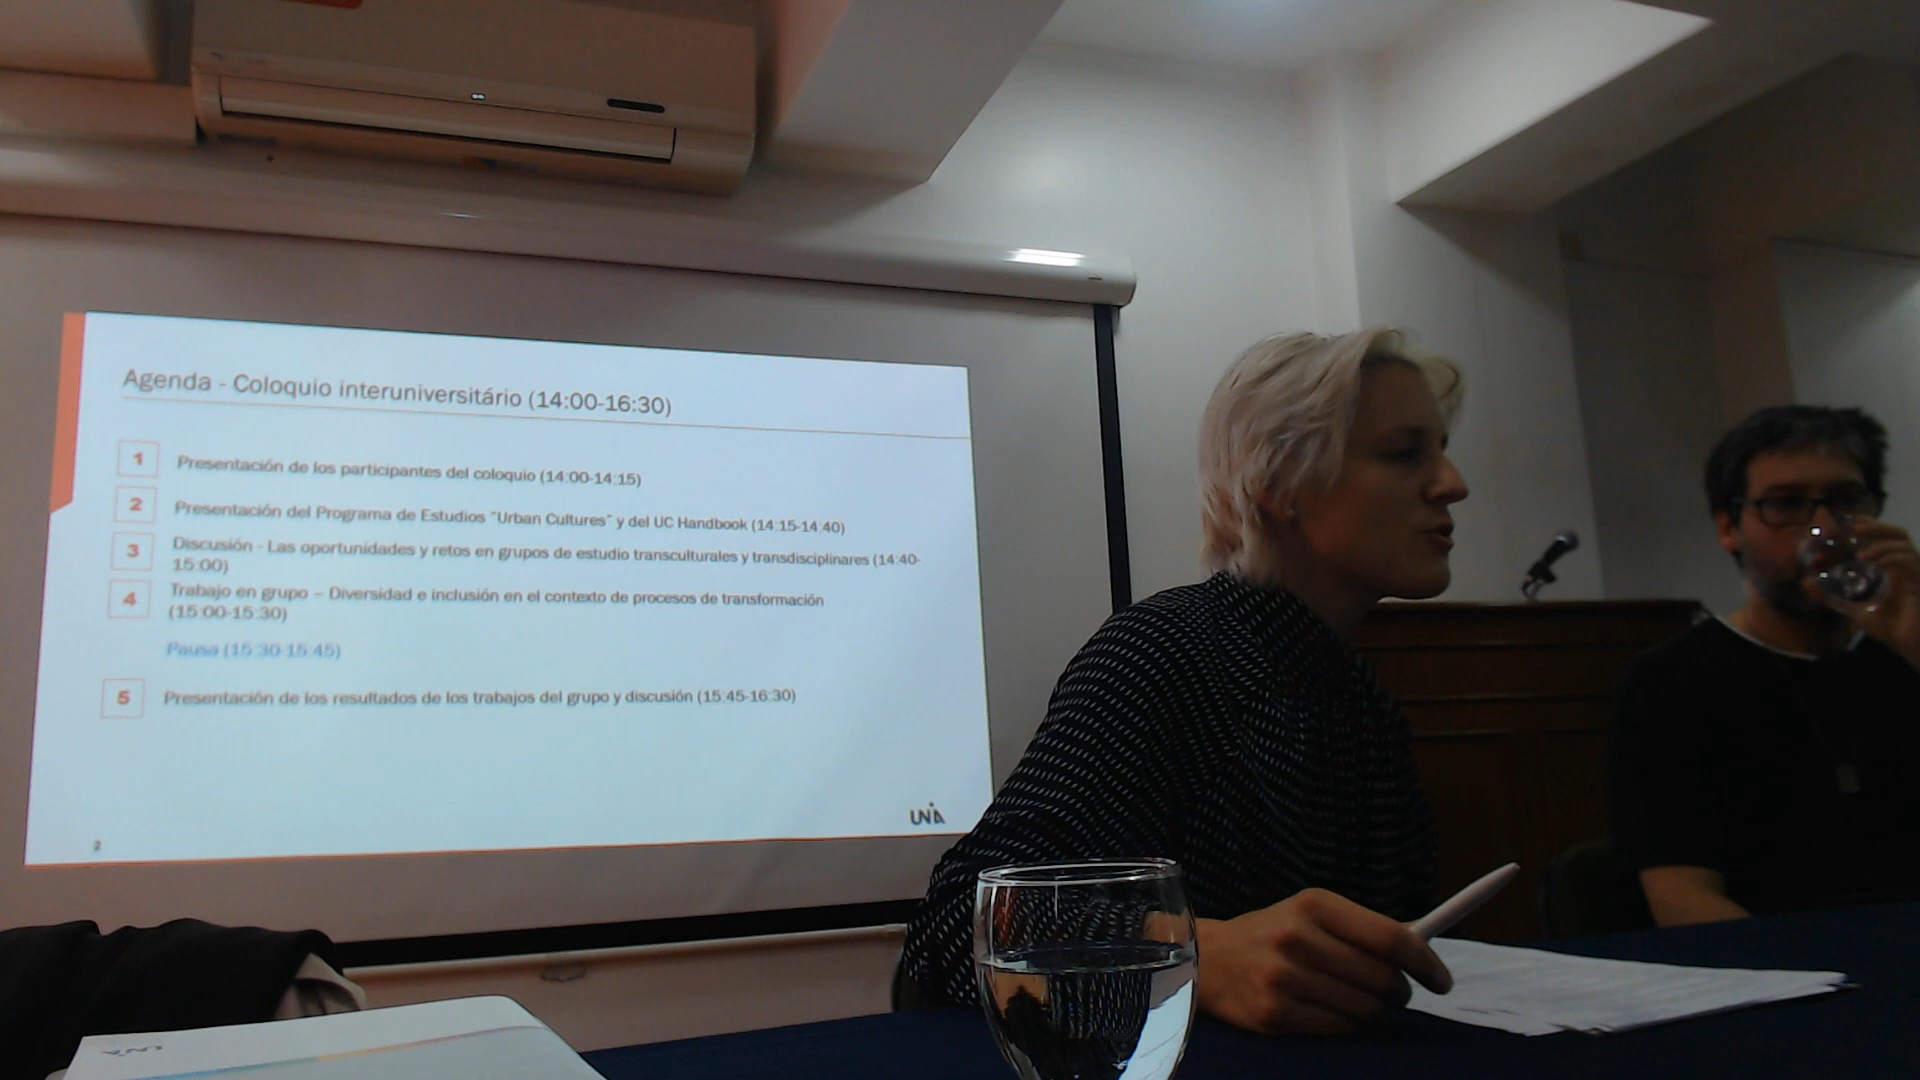 Agenda - Coloquio interuniversitário (14:00-16:30)
1
Presentación de los participantes del coloquio (14:00-14:15)
2
Presentación del Programa de Estudios "Urban Cultures" y del UC Handbook (14:15-14:40)
3
Discusión - Las oportunidades y retos en grupos de estudio transculturales y transdisciplinares (14:40-
15:00)
4
Trabajo en grupo – Diversidad e inclusión en el contexto de procesos de transformación
(15:00-15:30)
Pausa (15:30-15:45)
5
Presentación de los resultados de los trabajos del grupo y discusión (15:45-16:30)
UNIA